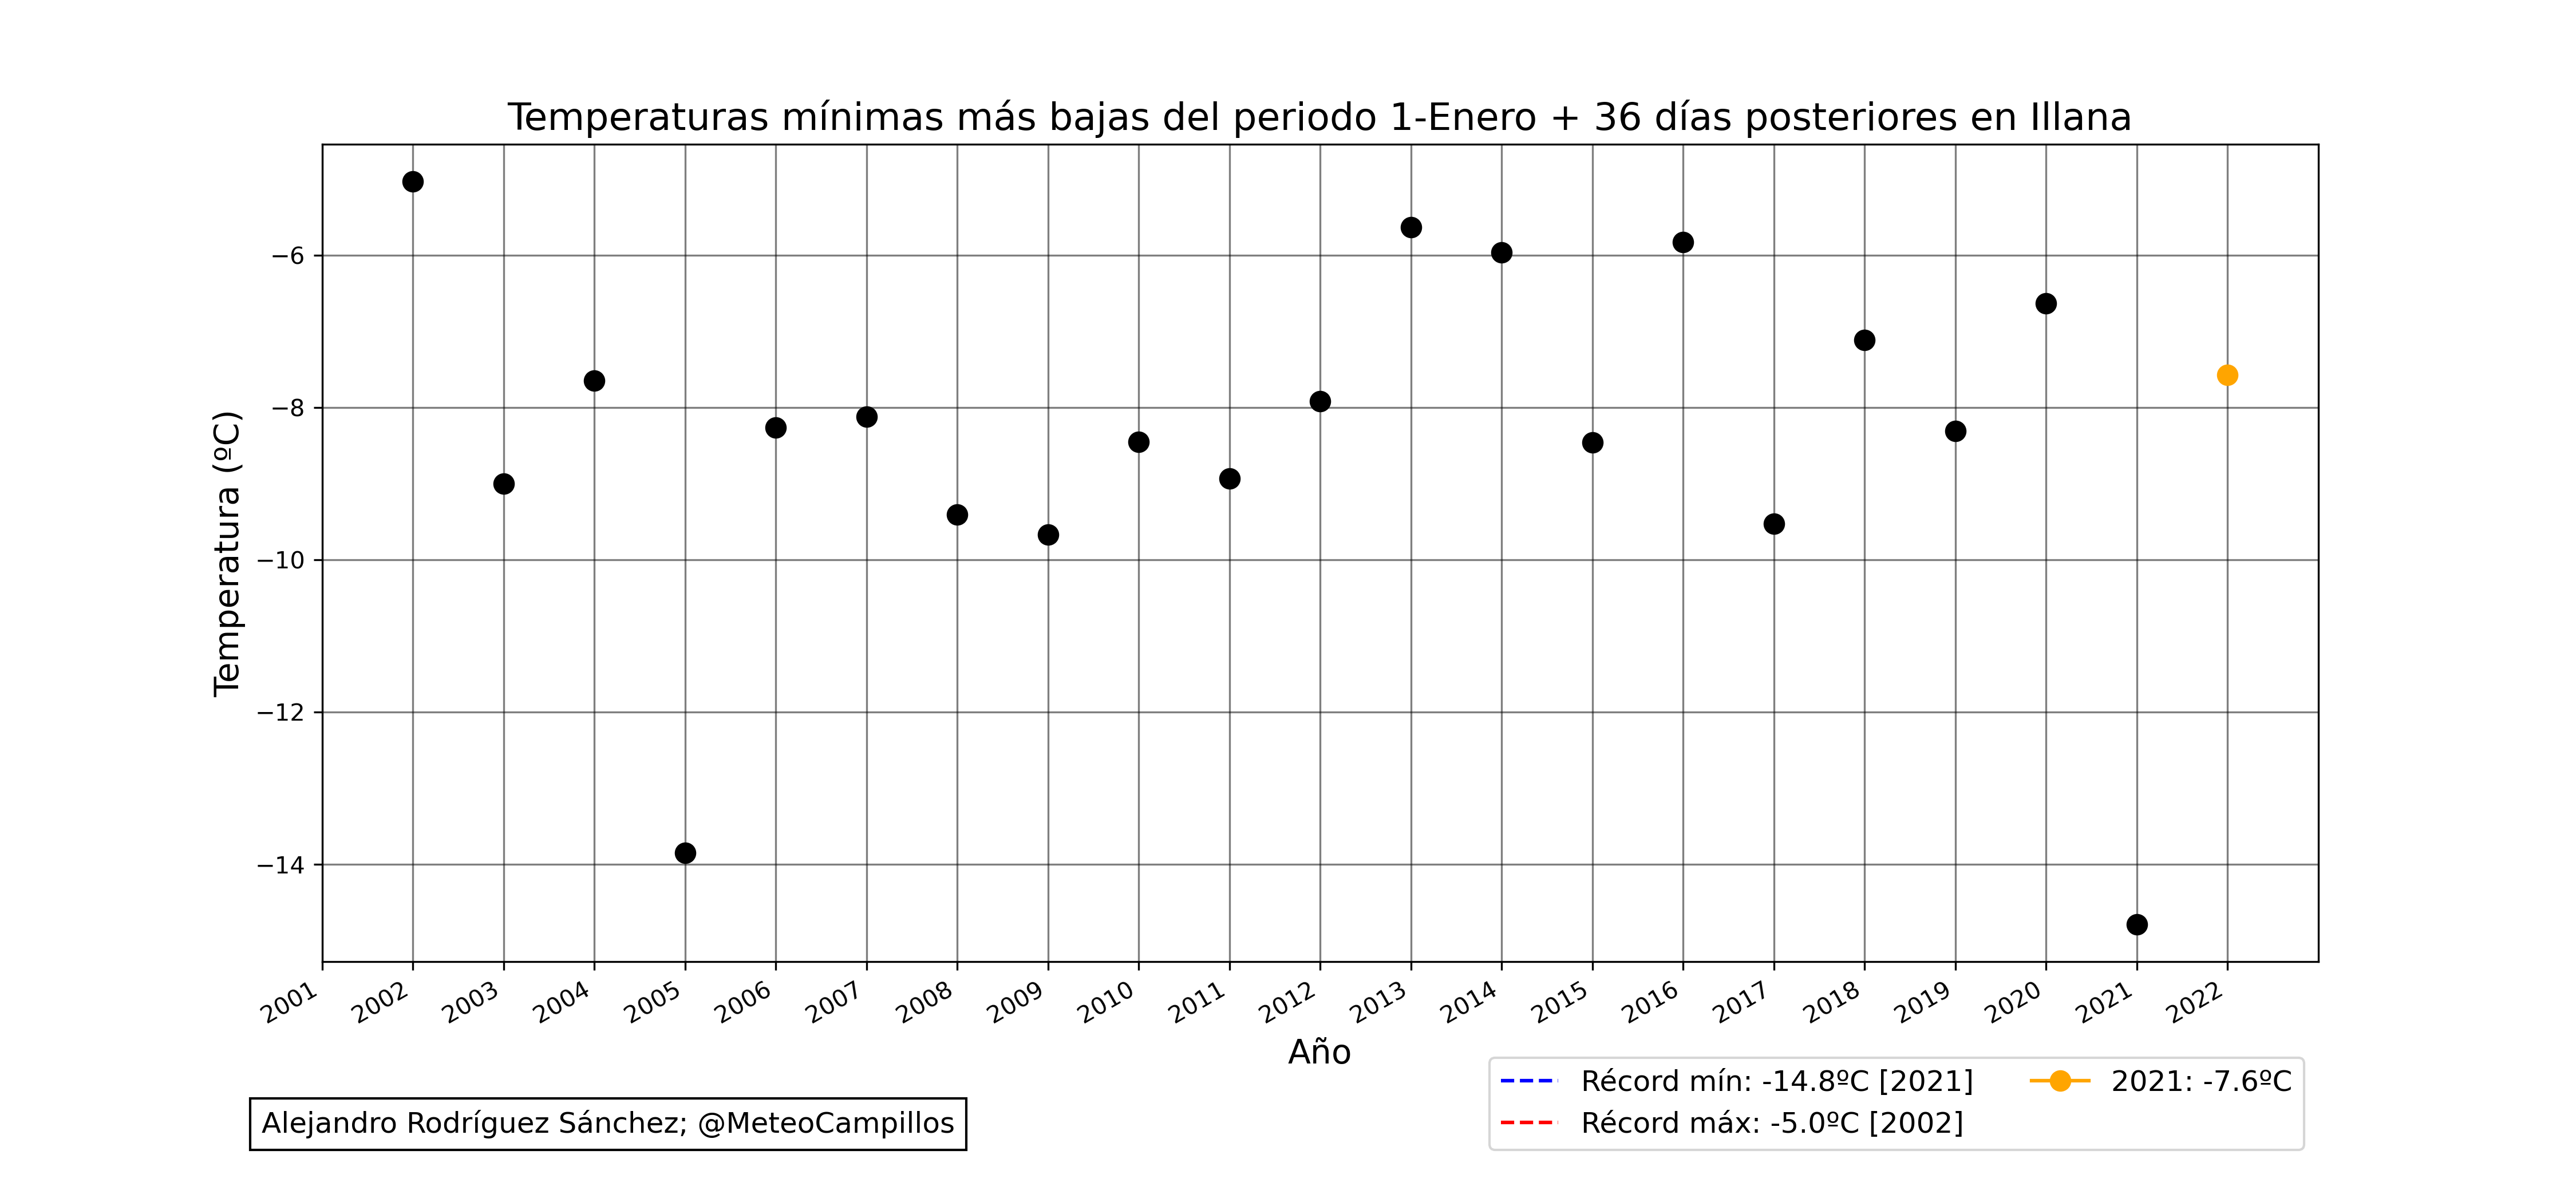 Temperaturas mínimas más bajas del periodo 1-Enero + 36 días posteriores en Illana
Temperatura (ºC)
−6
−8
−10
−12
−14
2001 2002 2003 2004 2005 2006 2007 2008 2009 2010 2011 2012 2013 2014 2015 2016 2017 2018 2019 2020 2021 2022
Año
Récord mín: -14.8ºC [2021]
Récord máx: -5.0ºC [2002]
2021: -7.6ºC
Alejandro Rodríguez Sánchez; @MeteoCampillos